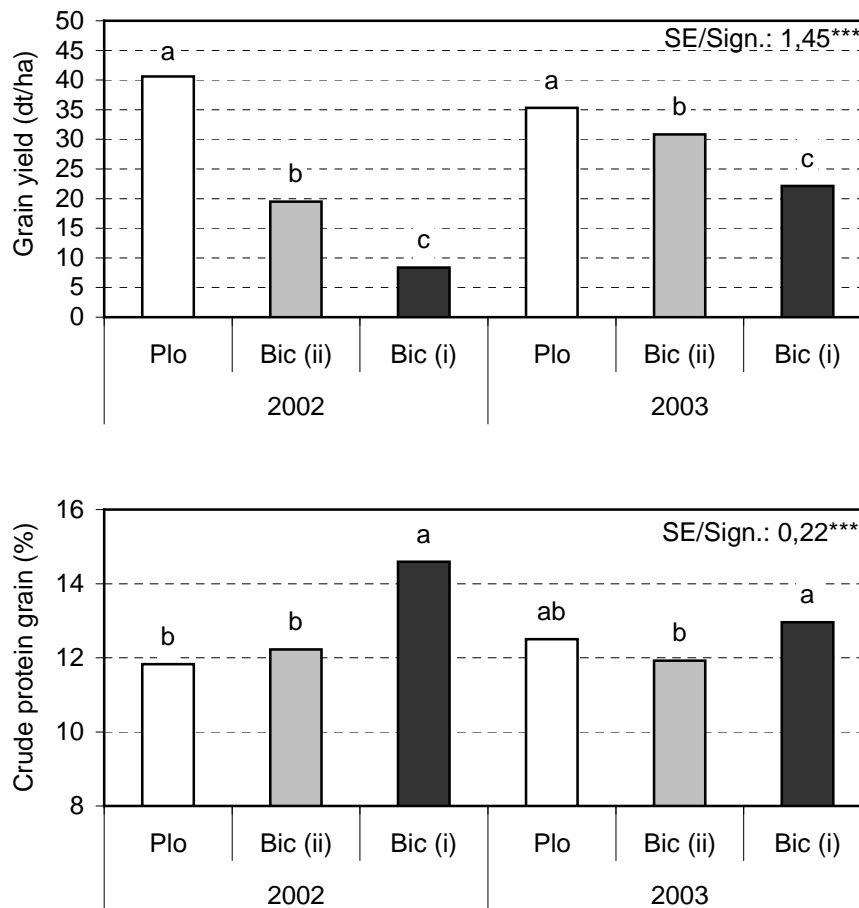 Grain yield (dt/ha)
50
45
40
35
30
25
20
15
10
5
0
SE/Sign.: 1,45***
a
b
c
a
b
c
Plo Bic (ii) Bic (i) Plo Bic (ii) Bic (i)
2002 2003
Crude protein grain (%)
16
14
12
10
8
SE/Sign.: 0,22***
b
b
a
ab
b
a
Plo Bic (ii) Bic (i) Plo Bic (ii) Bic (i)
2002 2003